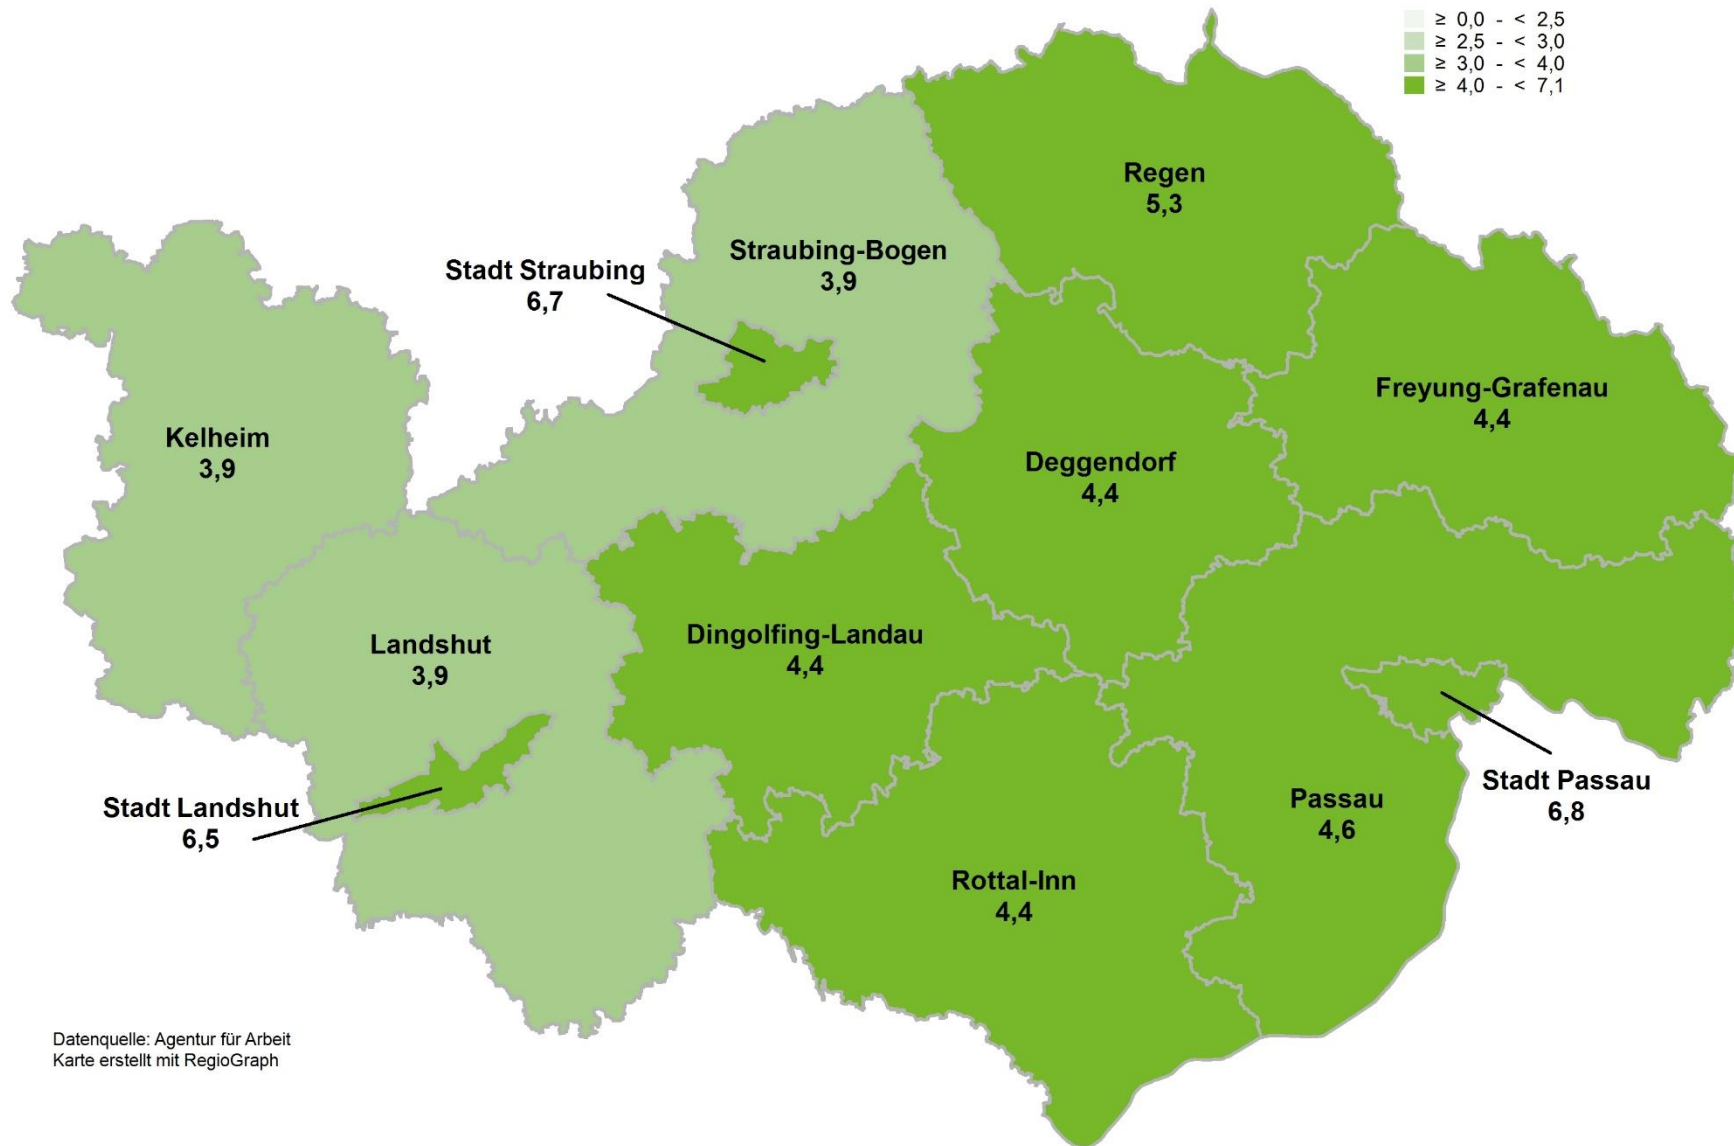 ≥ 0,0 - < 2,5
≥ 2,5 - < 3,0
≥ 3,0 - < 4,0
≥ 4,0 - < 7,1
Regen
5,3
Straubing-Bogen
3,9
Stadt Straubing
6,7
Freyung-Grafenau
4,4
Kelheim
3,9
Deggendorf
4,4
Dingolfing-Landau
4,4
Landshut
3,9
Stadt Passau
6,8
Passau
4,6
Stadt Landshut
6,5
Rottal-Inn
4,4
Datenquelle: Agentur für Arbeit
Karte erstellt mit RegioGraph